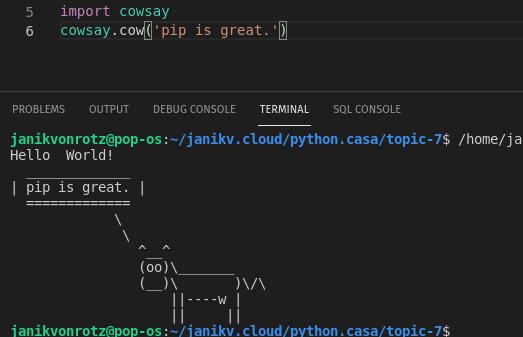 5 import cowsay
6 cowsay.cow('pip is great.')
PROBLEMS OUTPUT DEBUG CONSOLE TERMINAL SQL CONSOLE
janikvonrotz@pop-os:~/janikv.cloud/python.casa/topic-7$ /home/ja
Hello  World!
  _____________
| pip is great. |
  =============
             \
              \
                ^__^
                (oo)\_______
                (__)\       )\/\
                    ||----w |
                    ||     ||
janikvonrotz@pop-os:~/janikv.cloud/python.casa/topic-7$